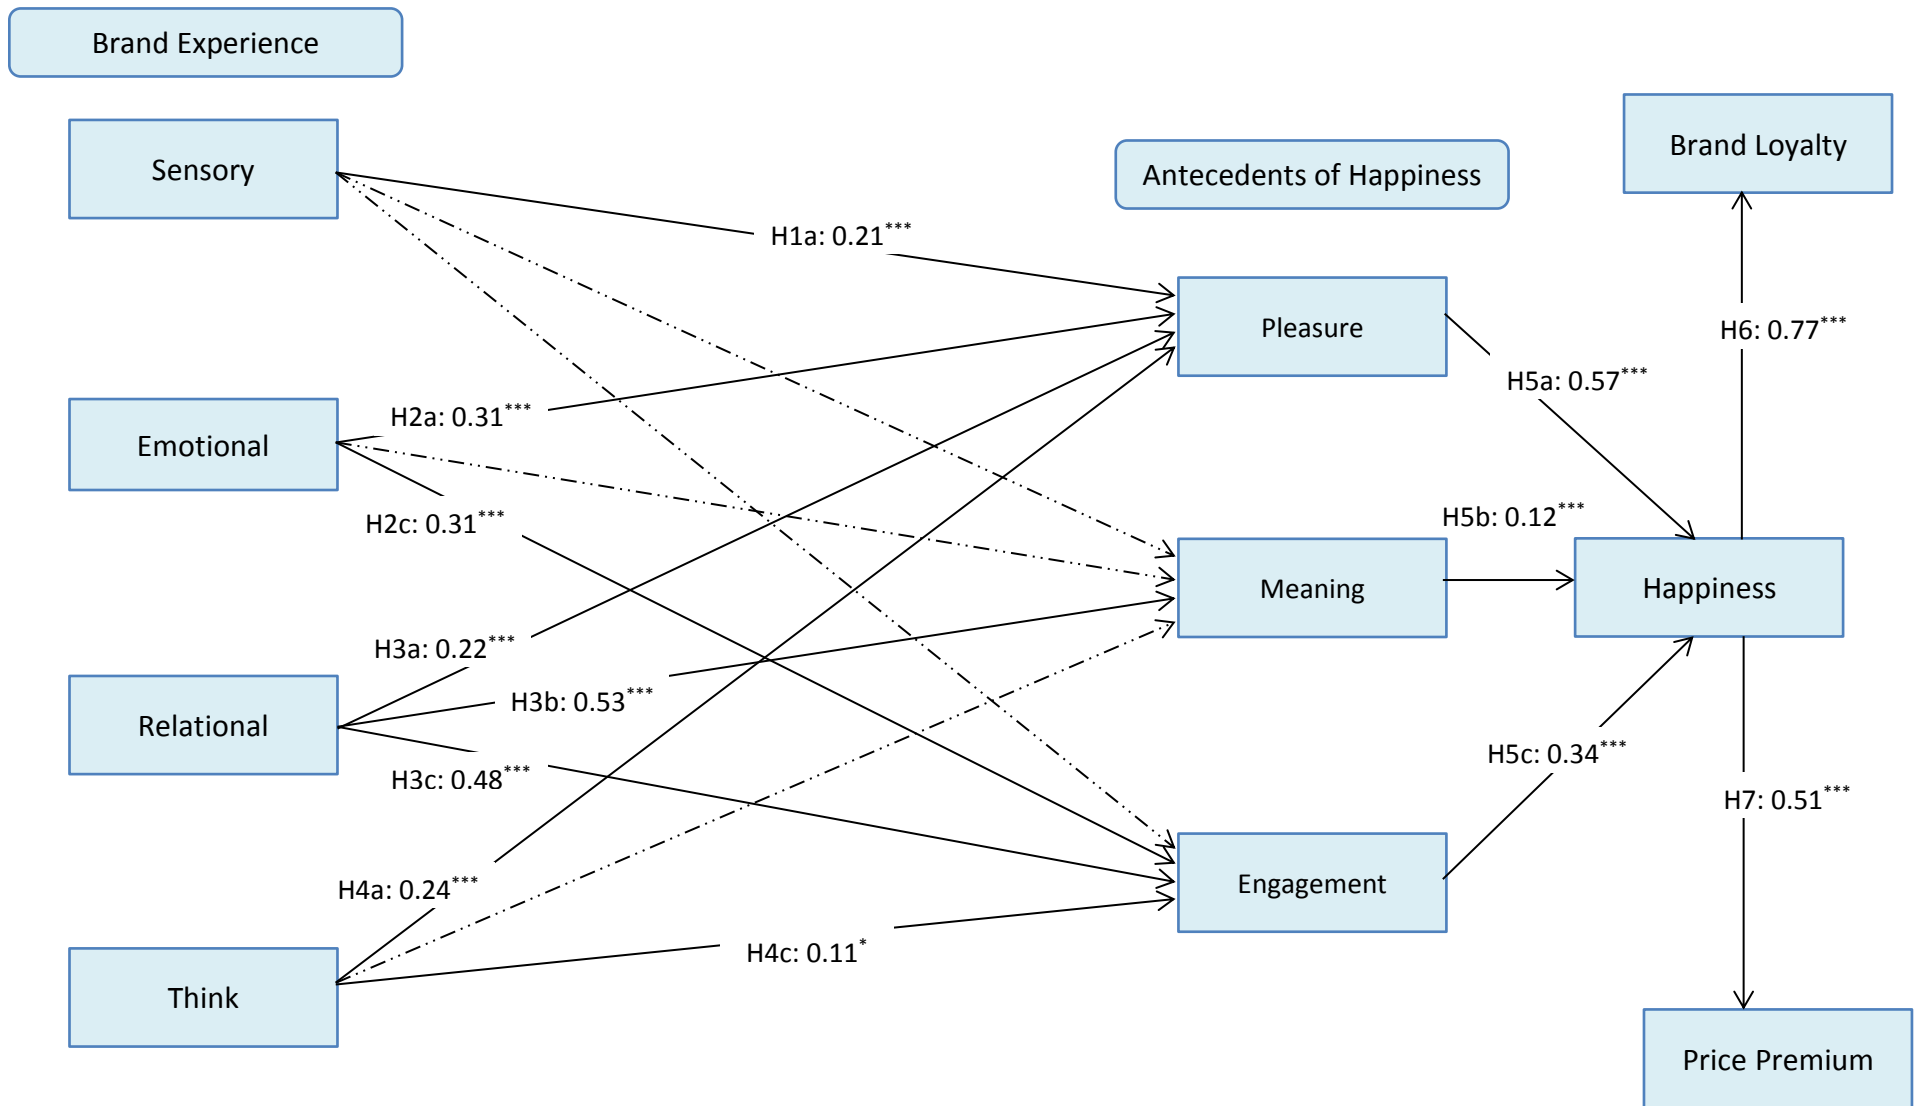 Brand Experience
Sensory
Emotional
Relational
Think
Antecedents of Happiness
Pleasure
Meaning
Engagement
Brand Loyalty
Happiness
Price Premium
H1a: 0.21***
H2a: 0.31***
H2c: 0.31***
H3a: 0.22***
H3b: 0.53***
H3c: 0.48***
H4a: 0.24***
H4c: 0.11*
H5a: 0.57***
H5b: 0.12***
H5c: 0.34***
H6: 0.77***
H7: 0.51***